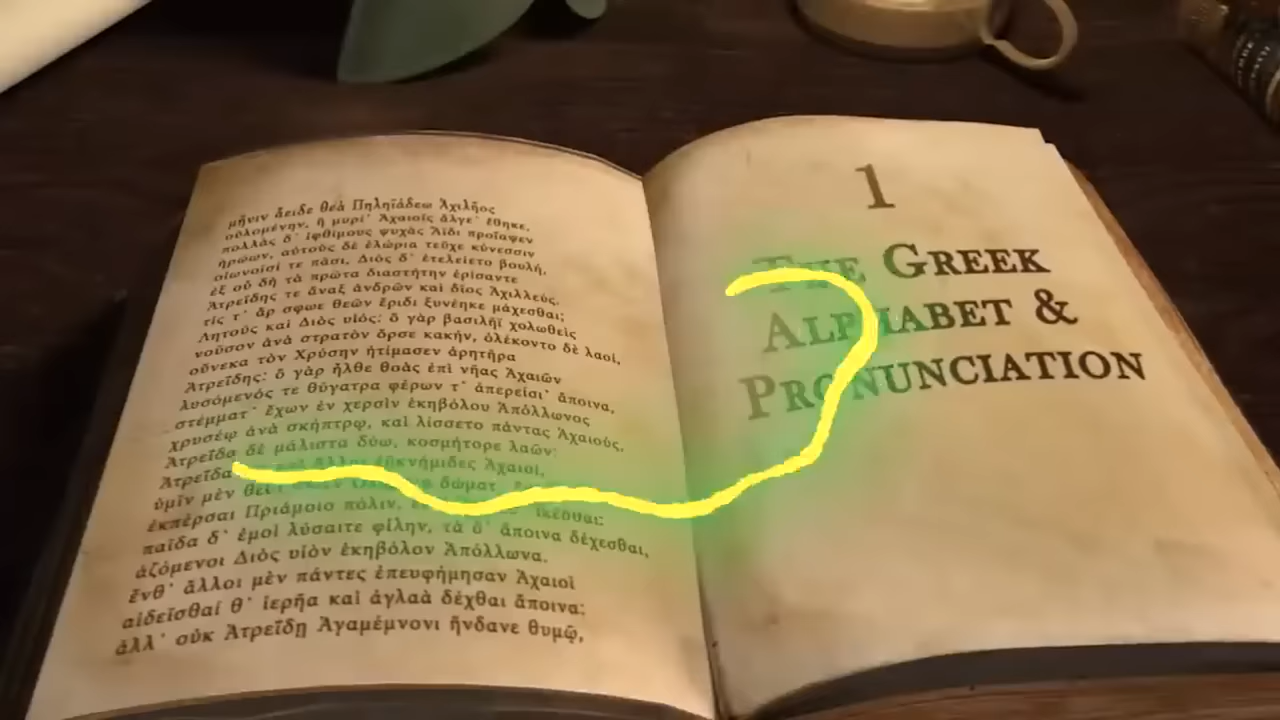 μῆνιν ἄειδε θεὰ Πηληϊάδεω Ἀχιλῆος
οὐλομένην, ἣ μυρί᾽ Ἀχαιοῖς ἄλγε᾽ ἔθηκε,
πολλὰς δ᾽ ἰφθίμους ψυχὰς Ἄϊδι προΐαψεν
ἡρώων, αὐτοὺς δὲ ἑλώρια τεῦχε κύνεσσιν
οἰωνοῖσί τε πᾶσι, Διὸς δ᾽ ἐτελείετο βουλή,
ἐξ οὗ δὴ τὰ πρῶτα διαστήτην ἐρίσαντε
Ἀτρεΐδης τε ἄναξ ἀνδρῶν καὶ δῖος Ἀχιλλεύς.
τίς τ᾽ ἄρ σφωε θεῶν ἔριδι ξυνέηκε μάχεσθαι;
Λητοῦς καὶ Διὸς υἱός: ὃ γὰρ βασιλῆϊ χολωθεὶς
νοῦσον ἀνὰ στρατὸν ὄρσε κακήν, ὀλέκοντο δὲ λαοί,
οὕνεκα τὸν Χρύσην ἠτίμασεν ἀρητῆρα
Ἀτρεΐδης: ὃ γὰρ ἦλθε θοὰς ἐπὶ νῆας Ἀχαιῶν
λυσόμενός τε θύγατρα φέρων τ᾽ ἀπερείσι᾽ ἄποινα,
στέμματ᾽ ἔχων ἐν χερσὶν ἑκηβόλου Ἀπόλλωνος
χρυσέῳ ἀνὰ σκήπτρῳ, καὶ λίσσετο πάντας Ἀχαιούς,
Ἀτρεΐδα δὲ μάλιστα δύω, κοσμήτορε λαῶν:
Ἀτρεΐδα καὶ ἄλλοι ἐϋκνήμιδες Ἀχαιοί,
ὑμῖν μὲν θεοὶ δώματ᾽
ἐκπέρσαι Πριάμοιο πόλιν, ἱκέσθαι:
παῖδα δ᾽ ἐμοὶ λύσαιτε φίλην, τὰ δ᾽ ἄποινα δέχεσθαι,
ἁζόμενοι Διὸς υἱὸν ἑκηβόλον Ἀπόλλωνα.
ἔνθ᾽ ἄλλοι μὲν πάντες ἐπευφήμησαν Ἀχαιοὶ
αἰδεῖσθαί θ᾽ ἱερῆα καὶ ἀγλαὰ δέχθαι ἄποινα:
ἀλλ᾽ οὐκ Ἀτρεΐδῃ Ἀγαμέμνονι ἥνδανε θυμῷ,
1
The Greek
Alphabet &
Pronunciation